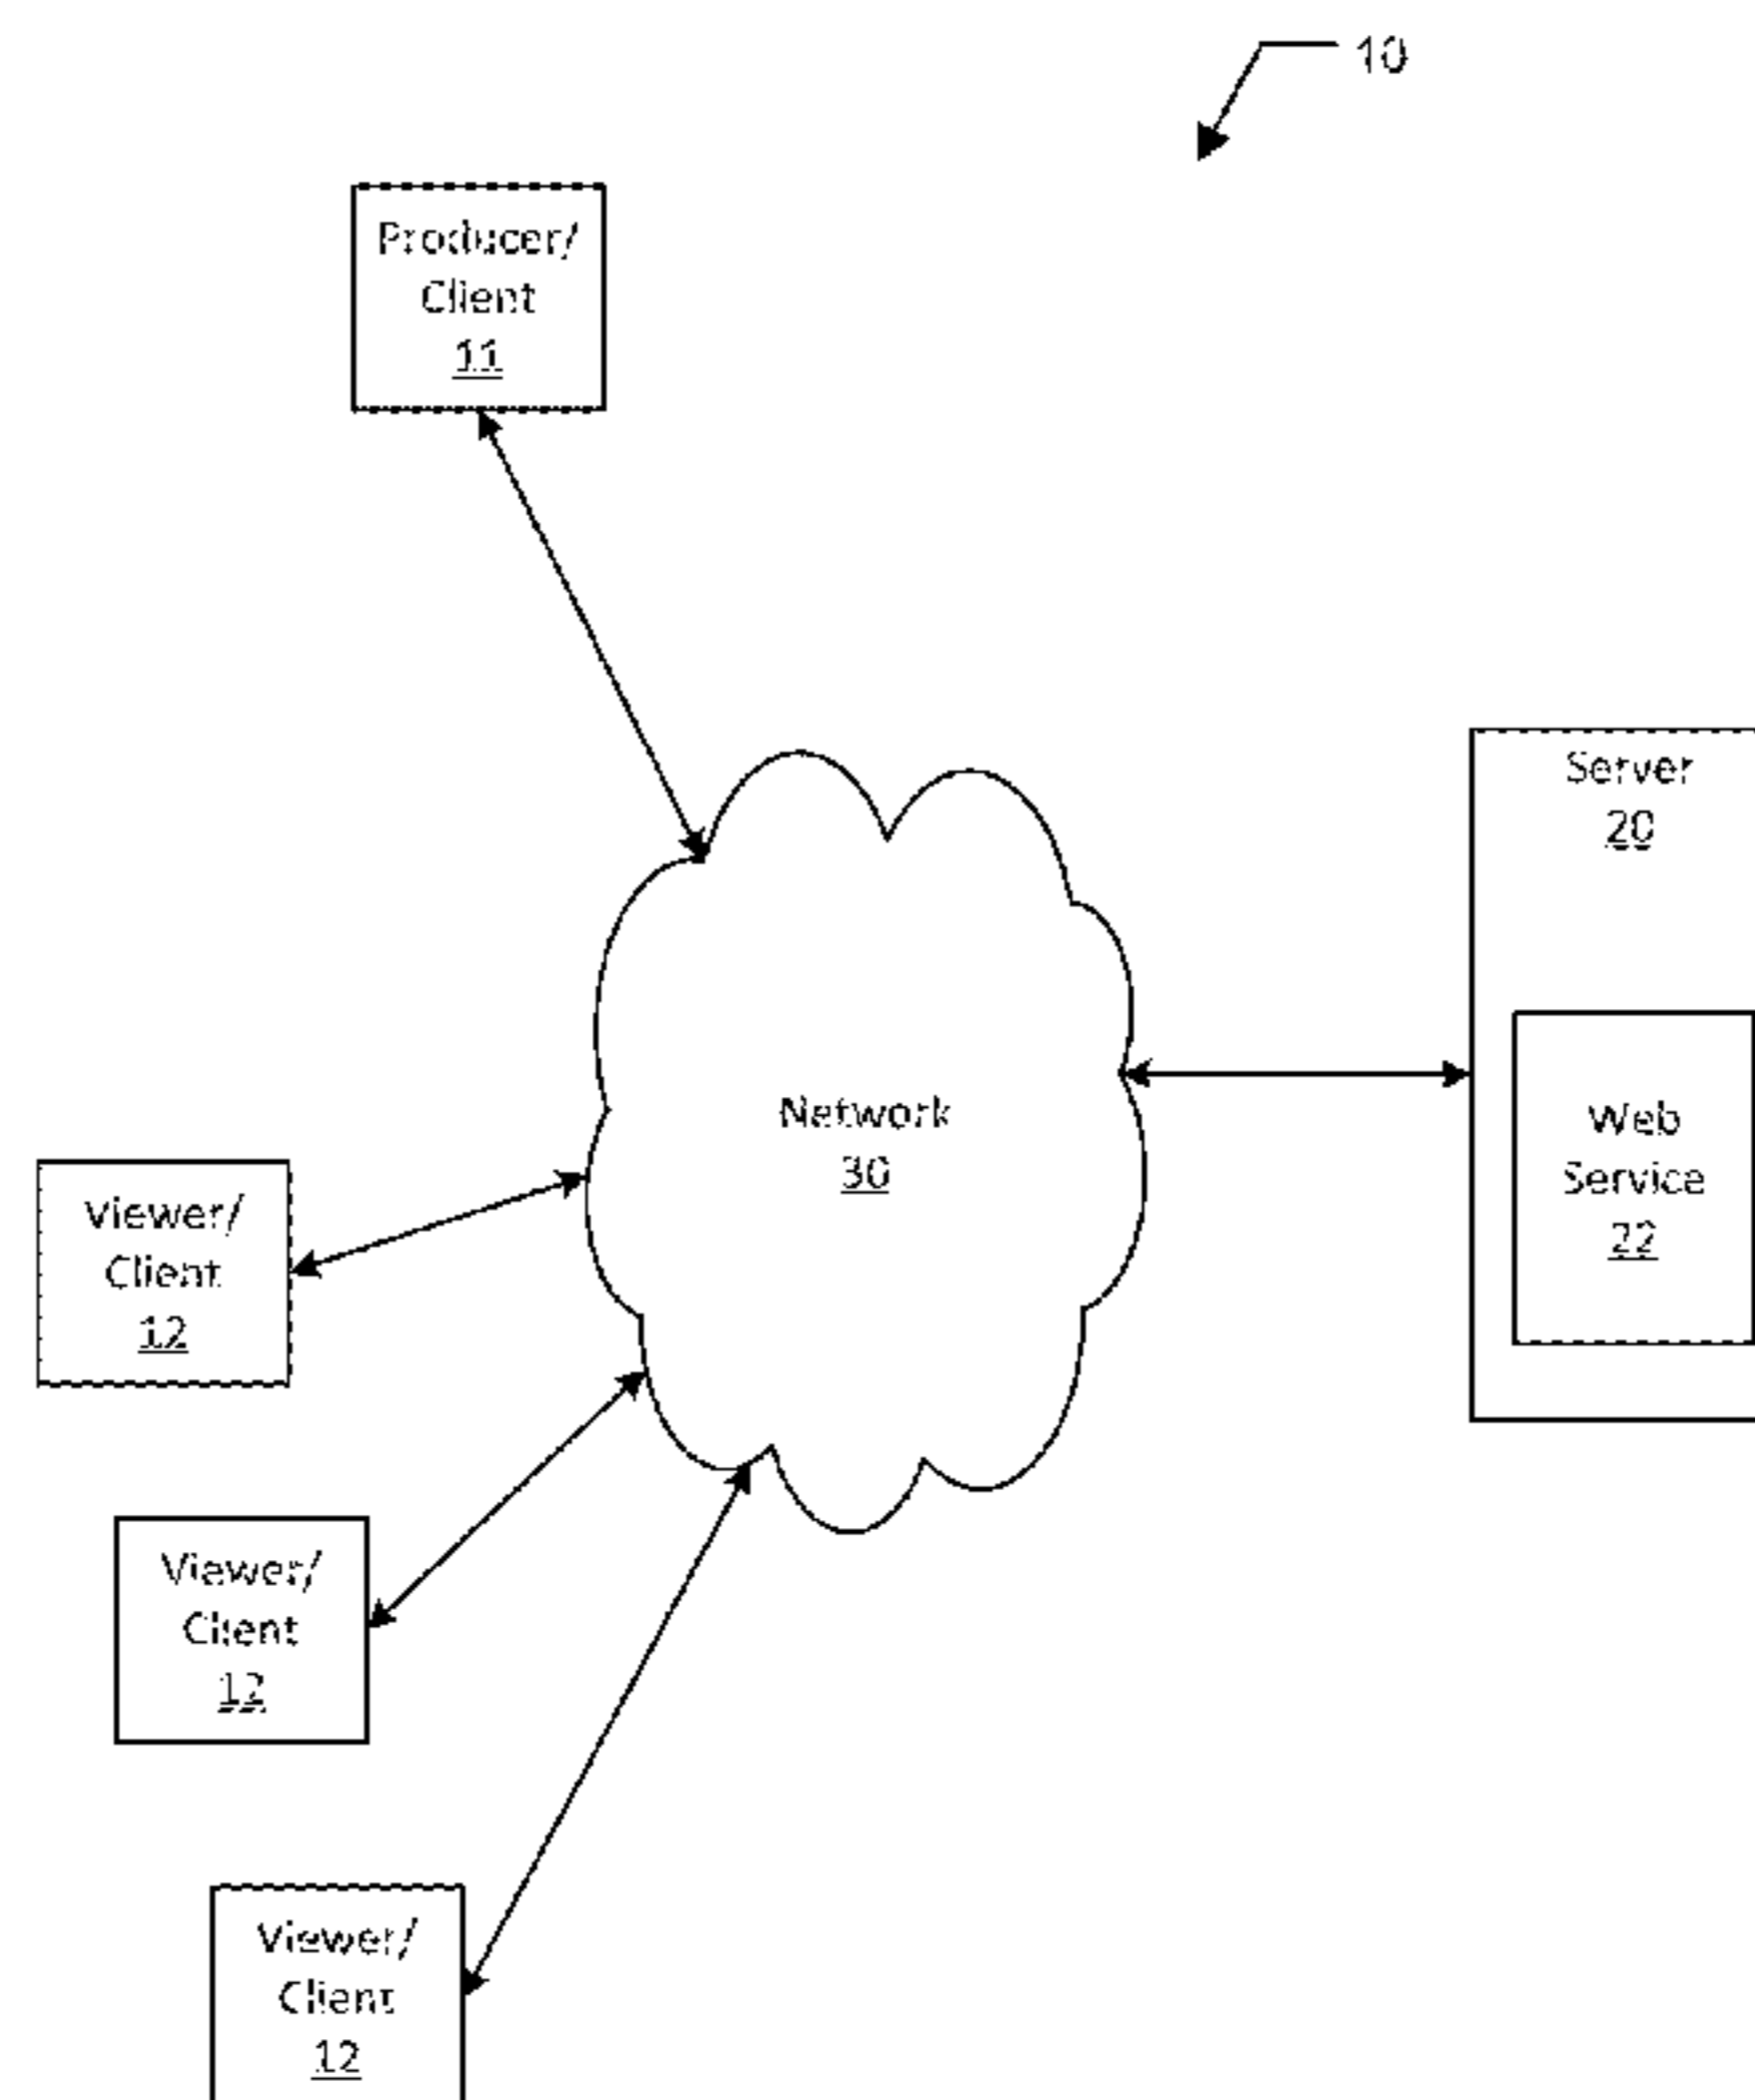 10
Producer/
Client
11
Server
20
Network
30
Web
Service
22
Viewer/
Client
12
Viewer/
Client
12
Viewer/
Client
12